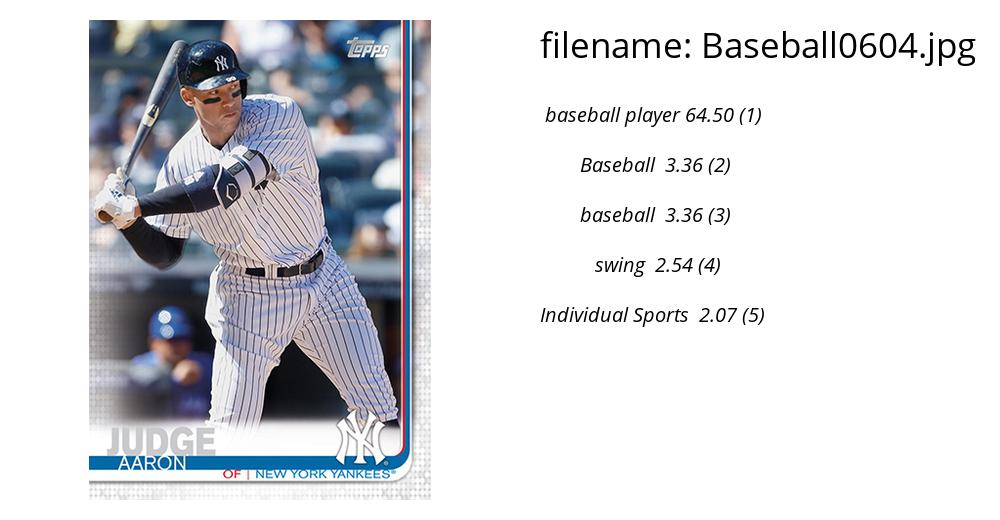 Topps
NY
JUDGE
AARON
OF | NEW YORK YANKEES®
filename: Baseball0604.jpg
baseball player 64.50 (1)
Baseball 3.36 (2)
baseball 3.36 (3)
swing 2.54 (4)
Individual Sports 2.07 (5)